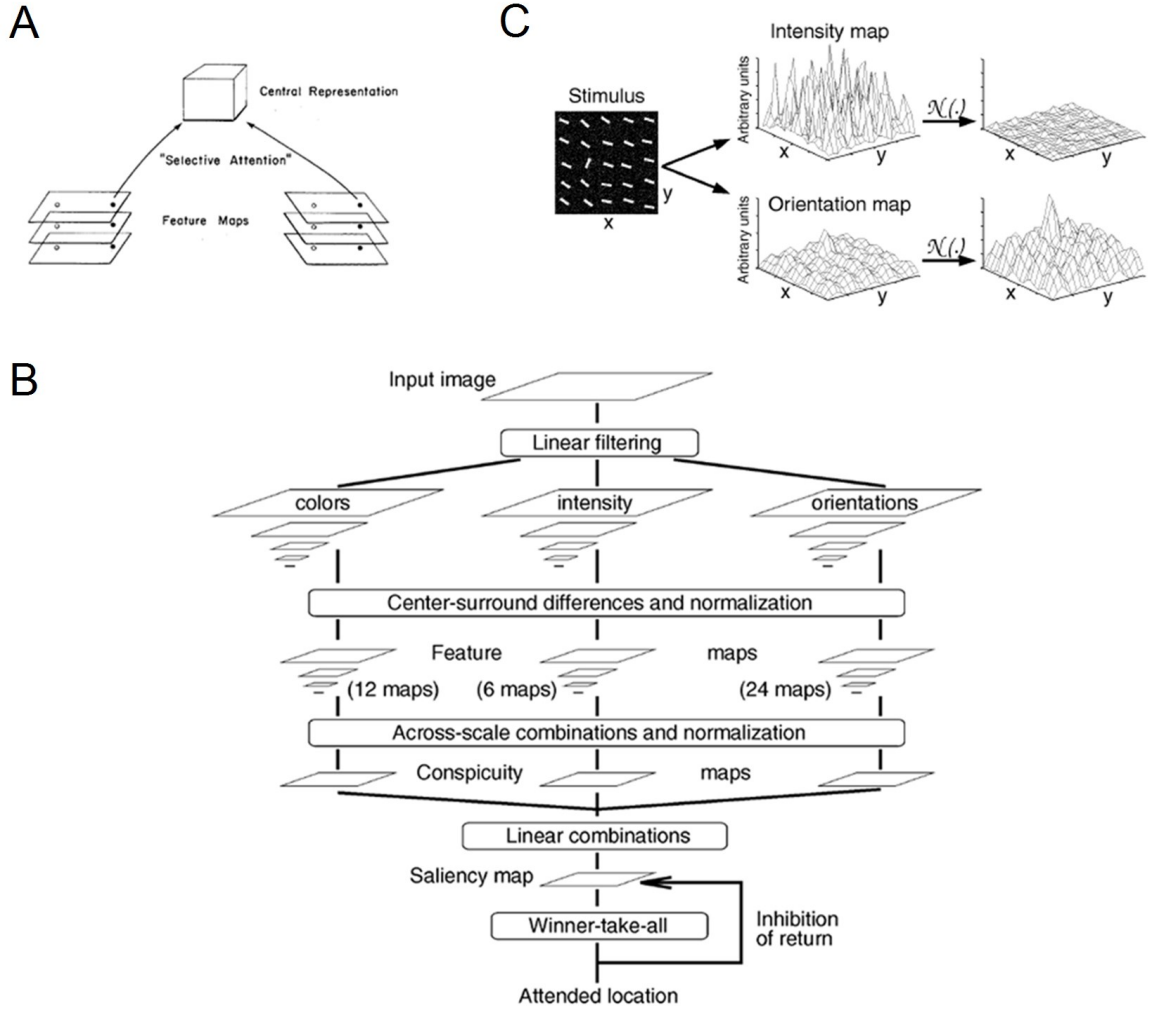 A
Central Representation
"Selective Attention"
Feature Maps
C
Stimulus
x
y
Intensity map
Arbitrary units
x
y
N(.)
x
y
Orientation map
Arbitrary units
x
y
N(.)
x
y
B
Input image
Linear filtering
colors intensity orientations
Center-surround differences and normalization
Feature maps
(12 maps) (6 maps) (24 maps)
Across-scale combinations and normalization
Conspicuity maps
Linear combinations
Saliency map
Winner-take-all
Inhibition
of return
Attended location